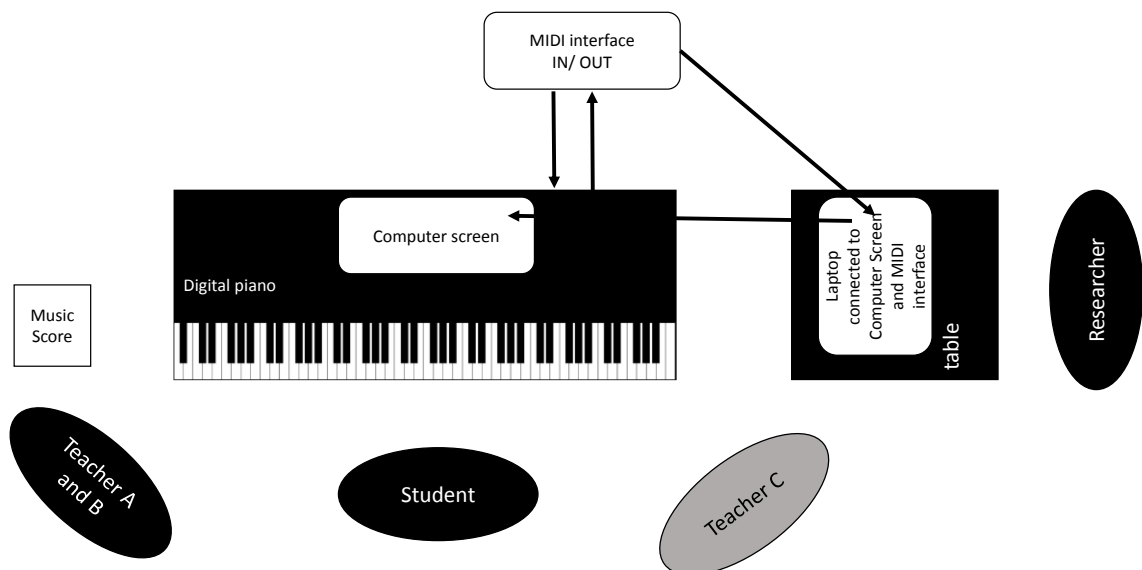 MIDI interface
IN/ OUT
Computer screen
Digital piano
Music
Score
Laptop
connected to
Computer Screen
and MIDI
interface
table
Researcher
Teacher A
and B
Student
Teacher C